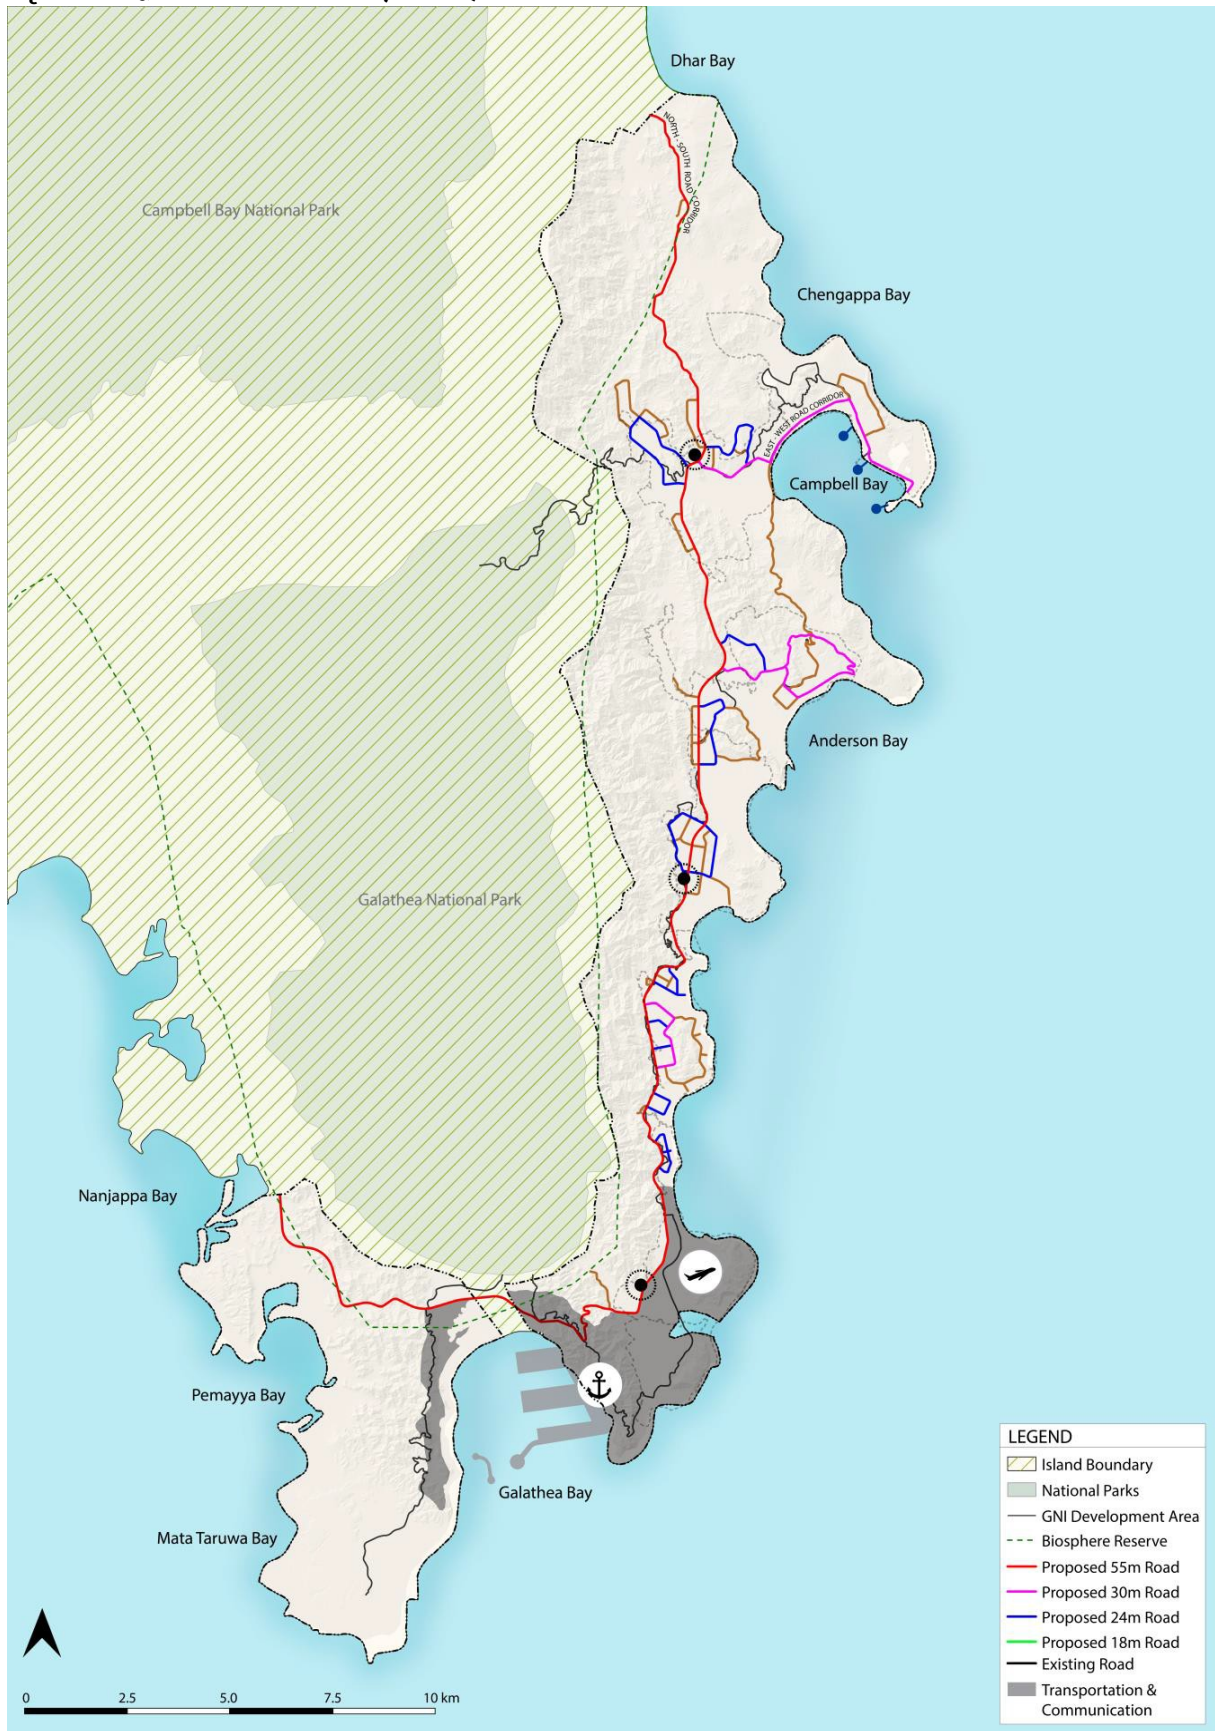 Dhar Bay
NORTH - SOUTH ROAD CORRIDOR
Campbell Bay National Park
Chengappa Bay
EAST - WEST ROAD CORRIDOR
Campbell Bay
Anderson Bay
Galathea National Park
Nanjappa Bay
Pemayya Bay
Galathea Bay
Mata Taruwa Bay
LEGEND
Island Boundary
National Parks
GNI Development Area
Biosphere Reserve
Proposed 55m Road
Proposed 30m Road
Proposed 24m Road
Proposed 18m Road
Existing Road
Transportation &
Communication
0 2.5 5.0 7.5 10 km